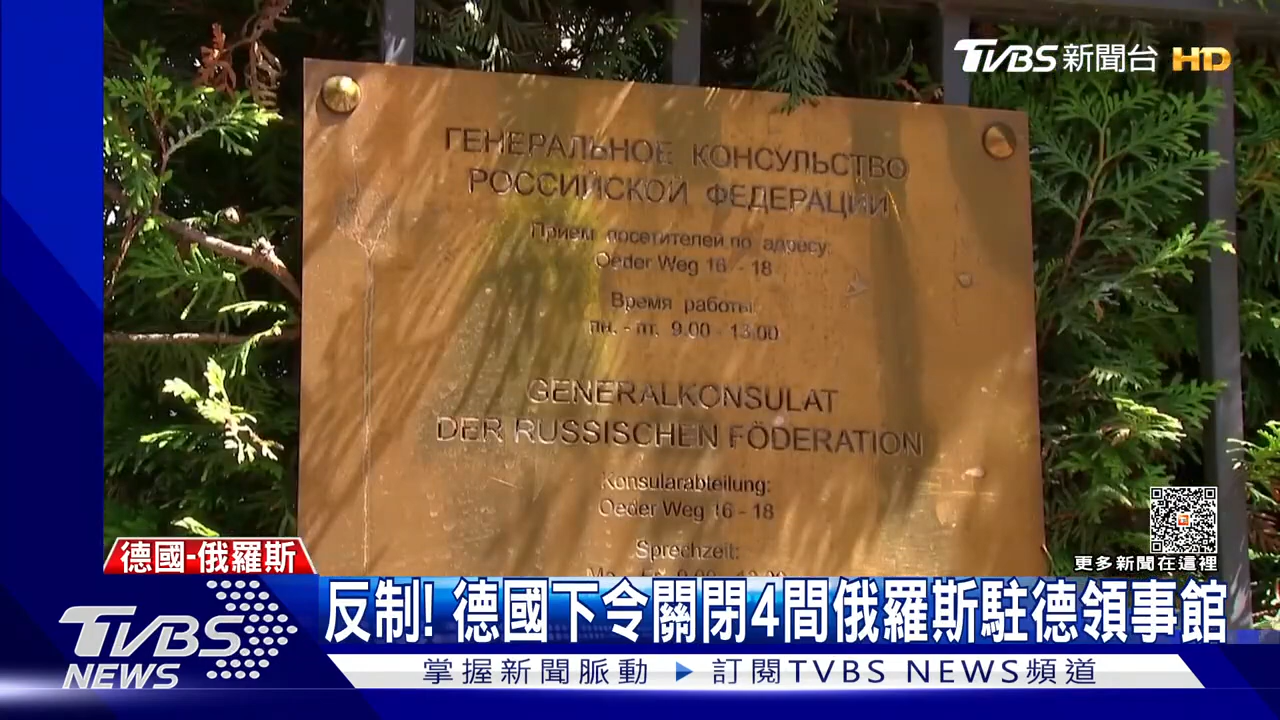 TVBS新聞台 HD
ГЕНЕРАЛЬНОЕ КОНСУЛЬСТВО
РОССИЙСКОЙ ФЕДЕРАЦИИ
Прием посетителей по адресу:
Oeder Weg 16 - 18
Время работы:
пн. - пт. 9.00 - 13.00
GENERALKONSULAT
DER RUSSISCHEN FÖDERATION
Konsularabteilung:
Oeder Weg 16 - 18
Sprechzeit:
更多新聞在這裡
德國-俄羅斯
反制! 德國下令關閉4間俄羅斯駐德領事館
TVBS NEWS
掌握新聞脈動 訂閱TVBS NEWS頻道